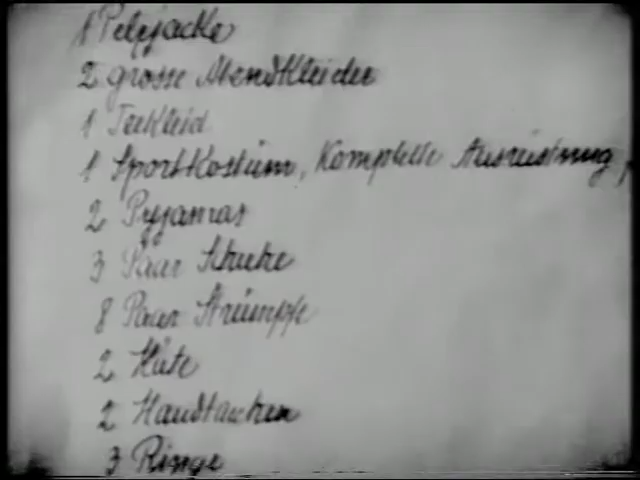 1 Pelzjacke
2 grosse Abendkleider
1 Teekleid
1 Sportkostüm, Komplette Ausrüstung,
2 Pyjamas
3 Paar Schuhe
8 Paar Strümpfe
2 Hüte
2 Handtaschen
3 Ringe